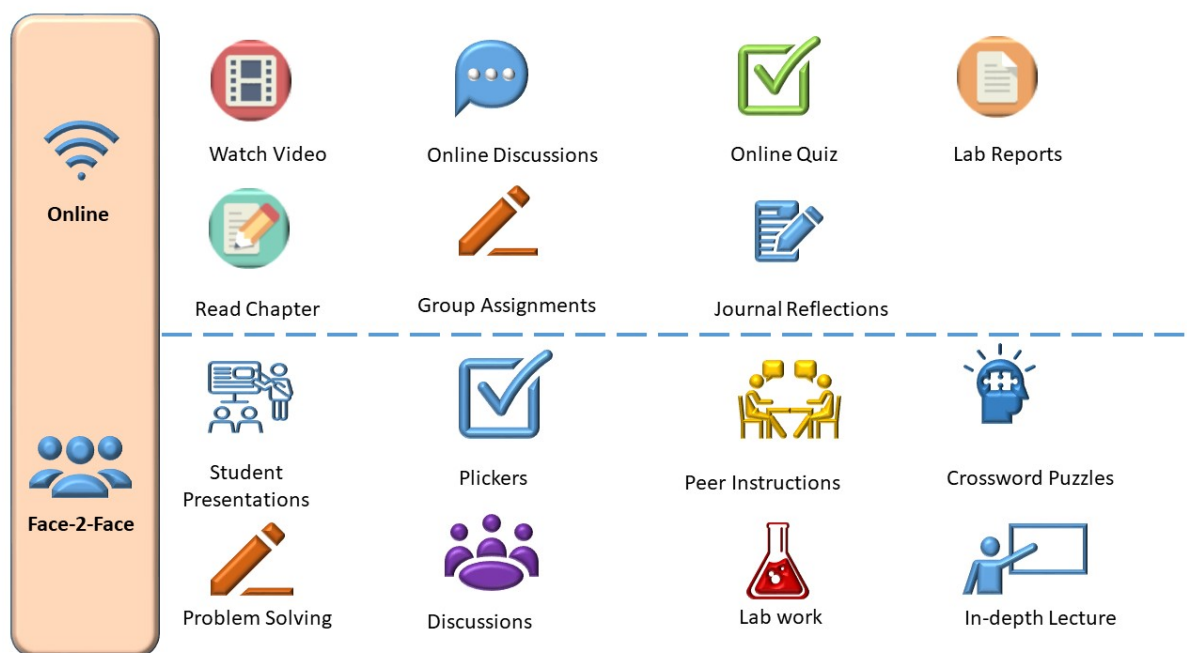 Watch Video
Online Discussions
Online Quiz
Lab Reports
Online
Read Chapter
Group Assignments
Journal Reflections
Student
Presentations
Plickers
Peer Instructions
Crossword Puzzles
Face-2-Face
Problem Solving
Discussions
Lab work
In-depth Lecture